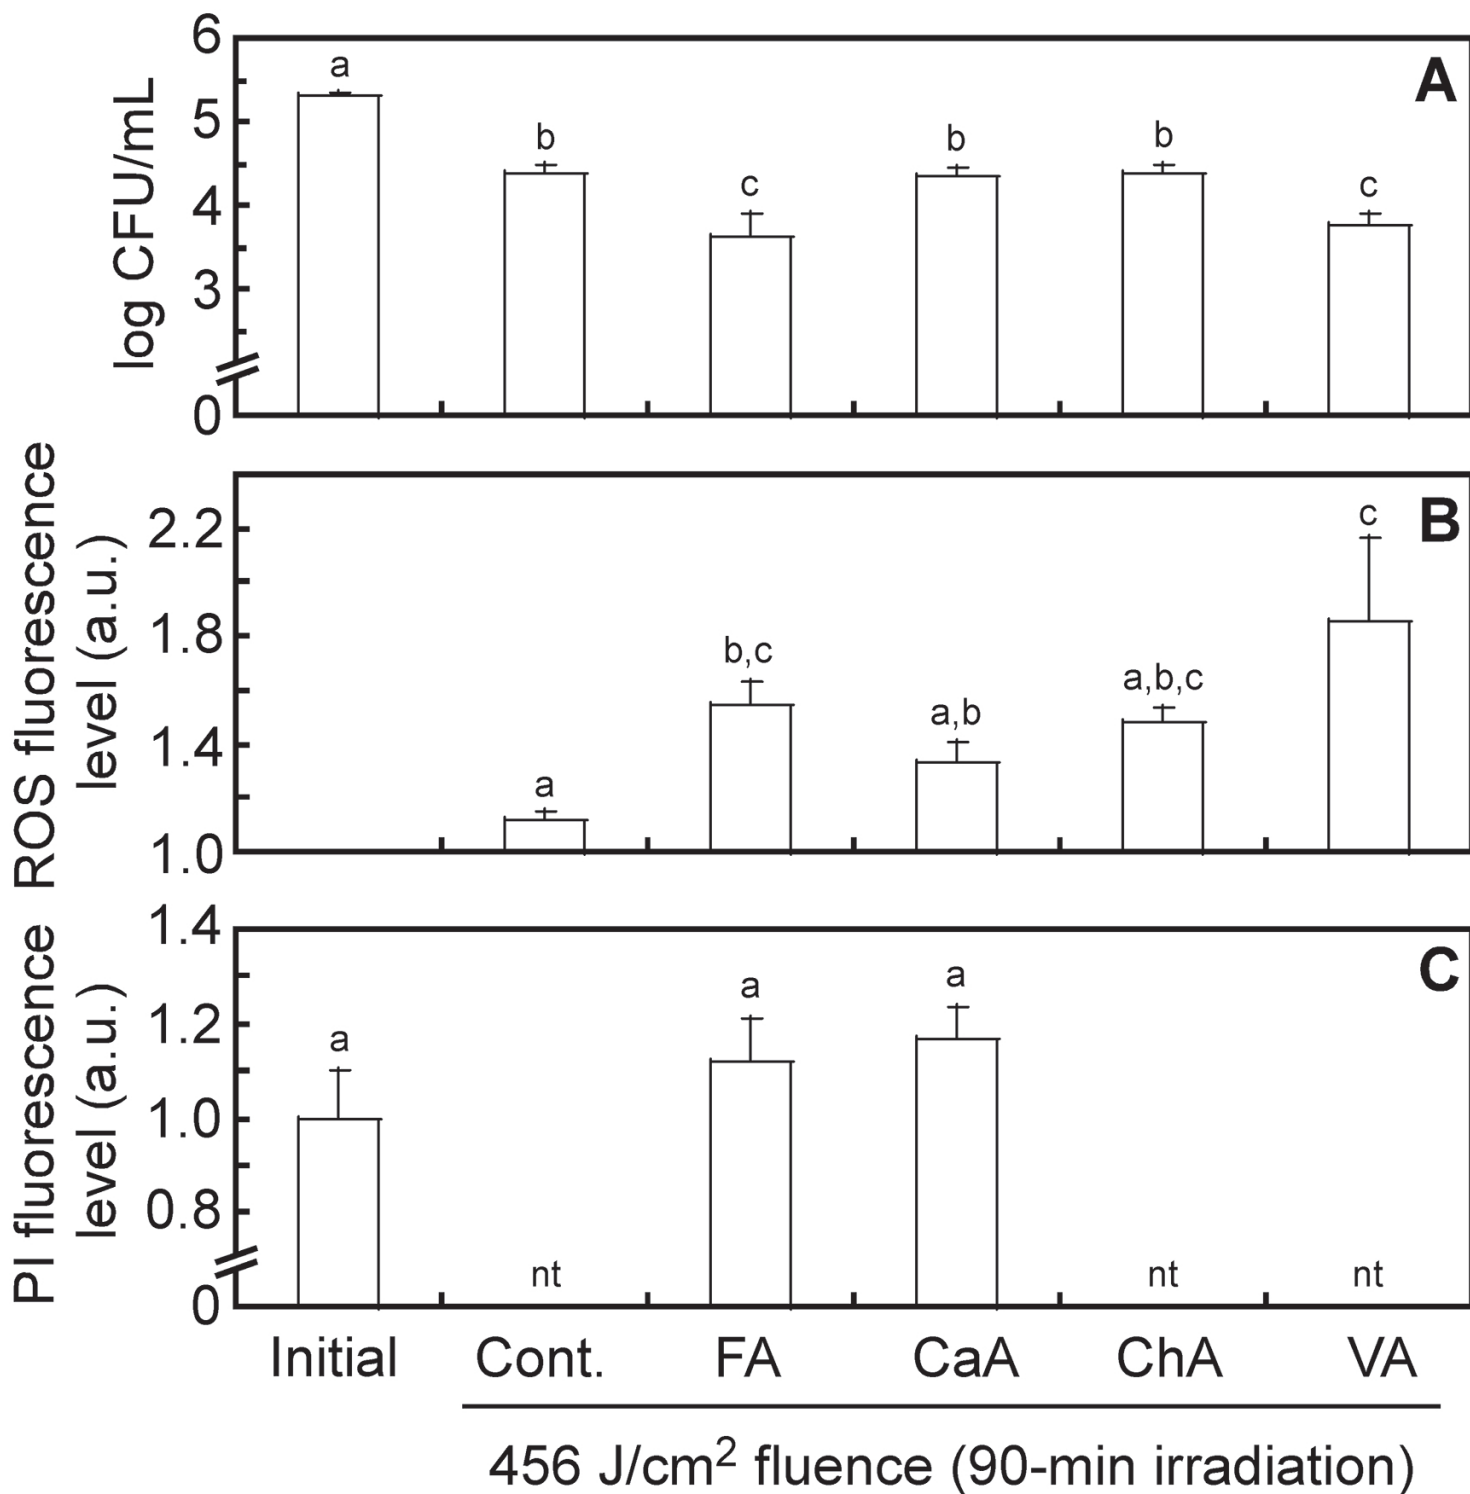 A
log CFU/mL
6
5
4
3
0
a
b
c
b
b
c
B
ROS fluorescence
level (a.u.)
2.2
1.8
1.4
1.0
a
b,c
a,b
a,b,c
c
C
PI fluorescence
level (a.u.)
1.4
1.2
1.0
0.8
0
a
nt
a
a
nt
nt
Initial Cont. FA CaA ChA VA
456 J/cm² fluence (90-min irradiation)